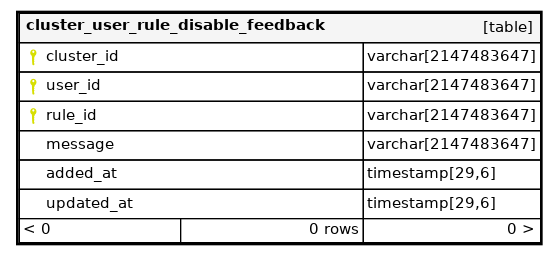 cluster_user_rule_disable_feedback [table]
cluster_id varchar[2147483647]
user_id varchar[2147483647]
rule_id varchar[2147483647]
message varchar[2147483647]
added_at timestamp[29,6]
updated_at timestamp[29,6]
< 0 0 rows 0 >